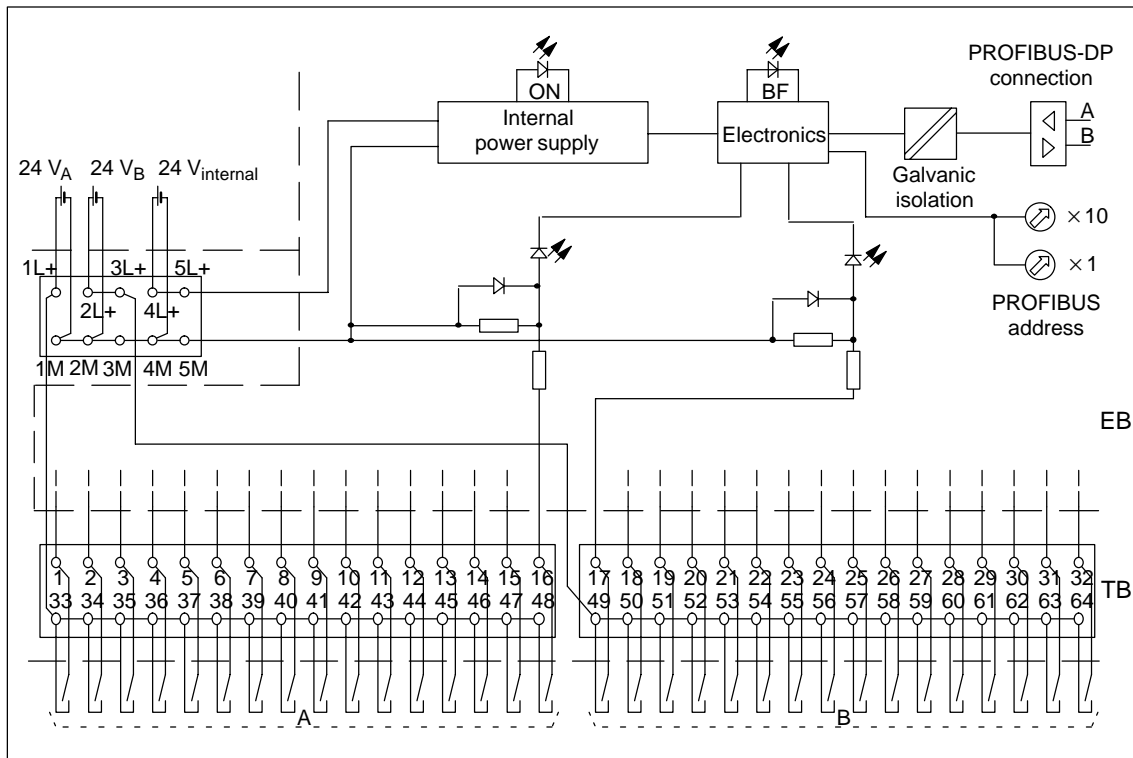 PROFIBUS-DP
connection
ON
BF
A
Internal
power supply
Electronics
B
24 VA
24 VB
24 Vinternal
Galvanic
isolation
×10
1L+
3L+
5L+
×1
2L+
4L+
PROFIBUS
address
1M
2M
3M
4M
5M
EB
1 2 3 4 5 6 7 8 9 10 11 12 13 14 15 16
17 18 19 20 21 22 23 24 25 26 27 28 29 30 31 32
TB
33 34 35 36 37 38 39 40 41 42 43 44 45 46 47 48
49 50 51 52 53 54 55 56 57 58 59 60 61 62 63 64
A
B